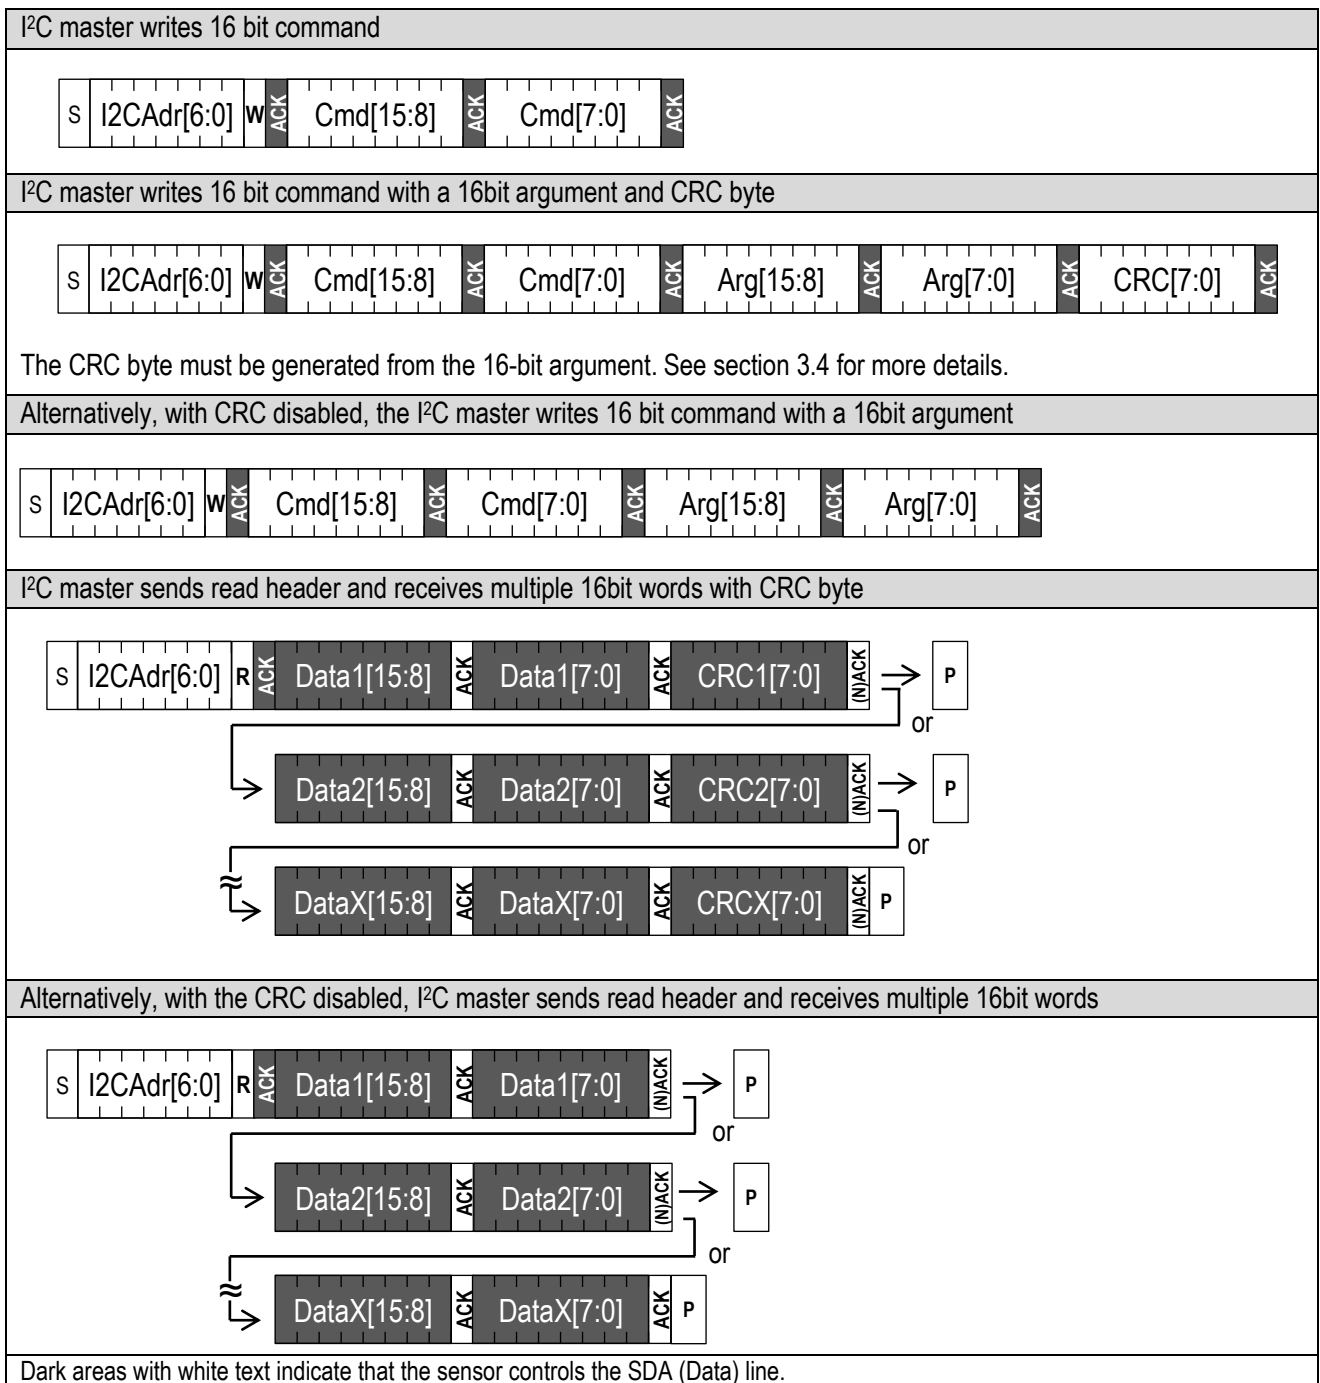 I²C master writes 16 bit command
S I2CAdr[6:0] W ACK Cmd[15:8] ACK Cmd[7:0] ACK
I²C master writes 16 bit command with a 16bit argument and CRC byte
S I2CAdr[6:0] W ACK Cmd[15:8] ACK Cmd[7:0] ACK Arg[15:8] ACK Arg[7:0] ACK CRC[7:0] ACK
The CRC byte must be generated from the 16-bit argument. See section 3.4 for more details.
Alternatively, with CRC disabled, the I²C master writes 16 bit command with a 16bit argument
S I2CAdr[6:0] W ACK Cmd[15:8] ACK Cmd[7:0] ACK Arg[15:8] ACK Arg[7:0] ACK
I²C master sends read header and receives multiple 16bit words with CRC byte
S I2CAdr[6:0] R ACK Data1[15:8] ACK Data1[7:0] ACK CRC1[7:0] (N)ACK P
or
Data2[15:8] ACK Data2[7:0] ACK CRC2[7:0] (N)ACK P
or
≈
DataX[15:8] ACK DataX[7:0] ACK CRCX[7:0] (N)ACK P
Alternatively, with the CRC disabled, I²C master sends read header and receives multiple 16bit words
S I2CAdr[6:0] R ACK Data1[15:8] ACK Data1[7:0] (N)ACK P
or
Data2[15:8] ACK Data2[7:0] (N)ACK P
or
≈
DataX[15:8] ACK DataX[7:0] ACK P
Dark areas with white text indicate that the sensor controls the SDA (Data) line.